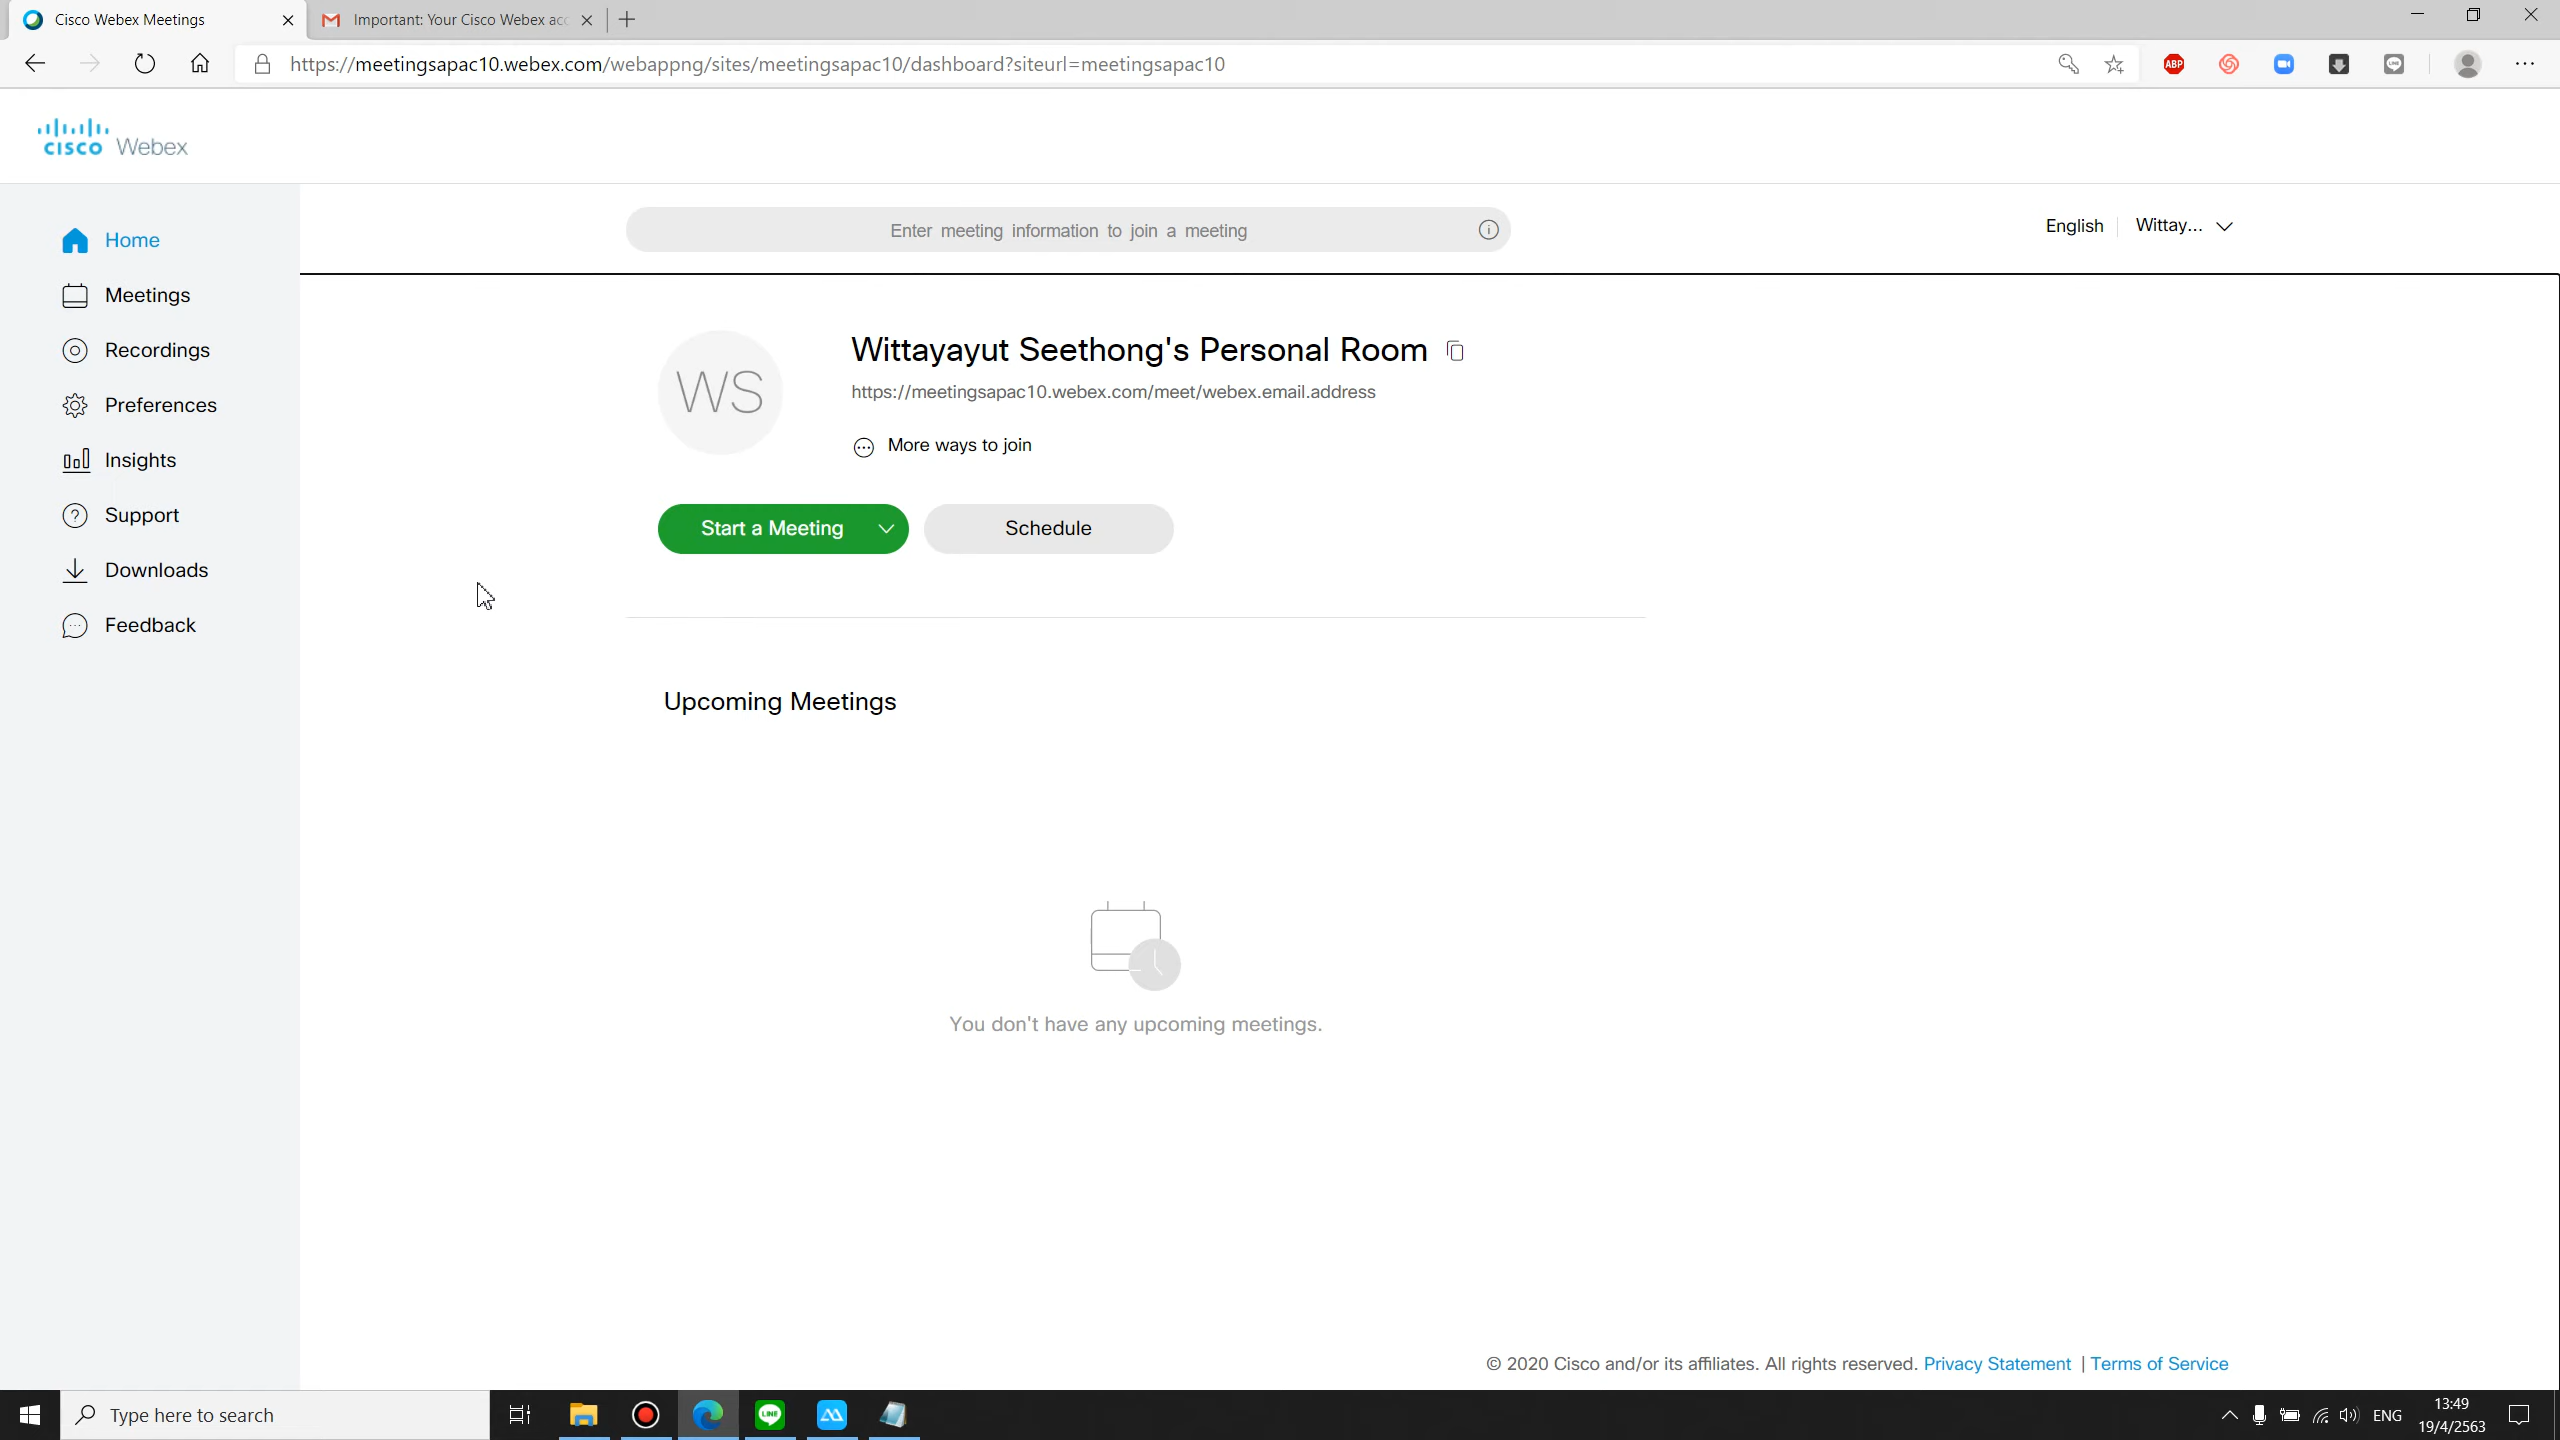 Cisco Webex Meetings
Important: Your Cisco Webex acc
https://meetingsapac10.webex.com/webappng/sites/meetingsapac10/dashboard?siteurl=meetingsapac10
ABP
CISCO Webex
Enter meeting information to join a meeting
English
Wittay...
Home
Meetings
Recordings
Preferences
Insights
Support
Downloads
Feedback
WS
Wittayayut Seethong's Personal Room
https://meetingsapac10.webex.com/meet/webex.email.address
More ways to join
Start a Meeting
Schedule
Upcoming Meetings
You don't have any upcoming meetings.
© 2020 Cisco and/or its affiliates. All rights reserved. Privacy Statement | Terms of Service
Type here to search
LINE
ENG
13:49
19/4/2563